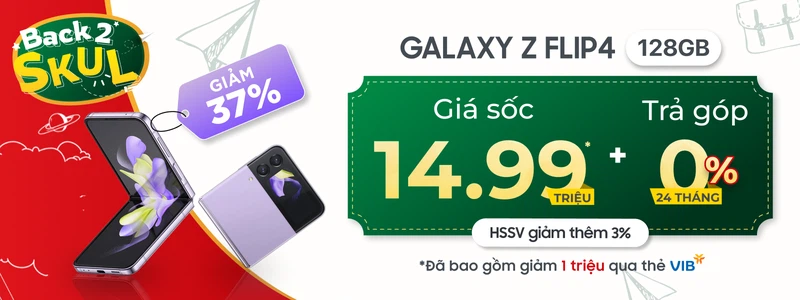 Back 2
SKUL
GIẢM
37%
GALAXY Z FLIP4 128GB
Giá sốc
14.99*
TRIỆU
+
Trả góp
0%
24 THÁNG
HSSV giảm thêm 3%
*Đã bao gồm giảm 1 triệu qua thẻ VIB